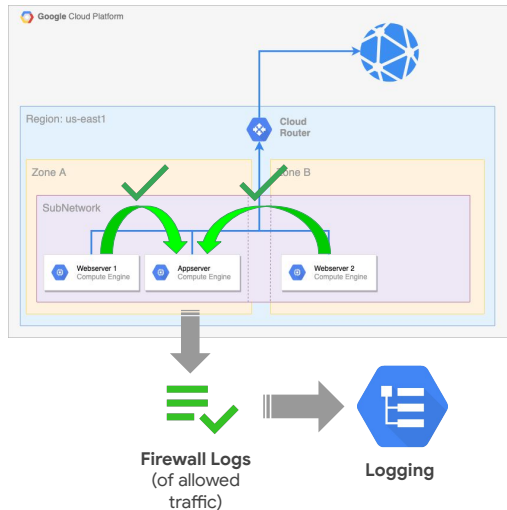 Google Cloud Platform
Region: us-east1
Cloud
Router
Zone A
Zone B
SubNetwork
Webserver 1
Compute Engine
Appserver
Compute Engine
Webserver 2
Compute Engine
Firewall Logs
(of allowed
traffic)
Logging